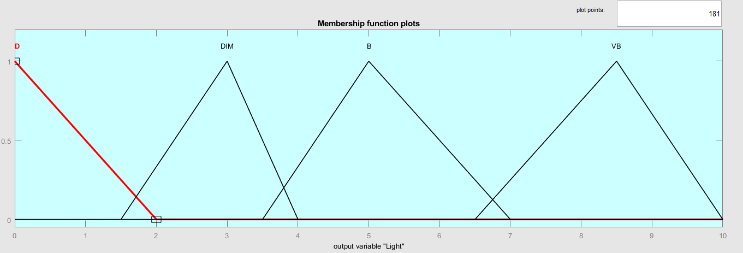 plot points:
181
Membership function plots
D DIM B VB
1
0.5
0
0 1 2 3 4 5 6 7 8 9 10
output variable "Light"